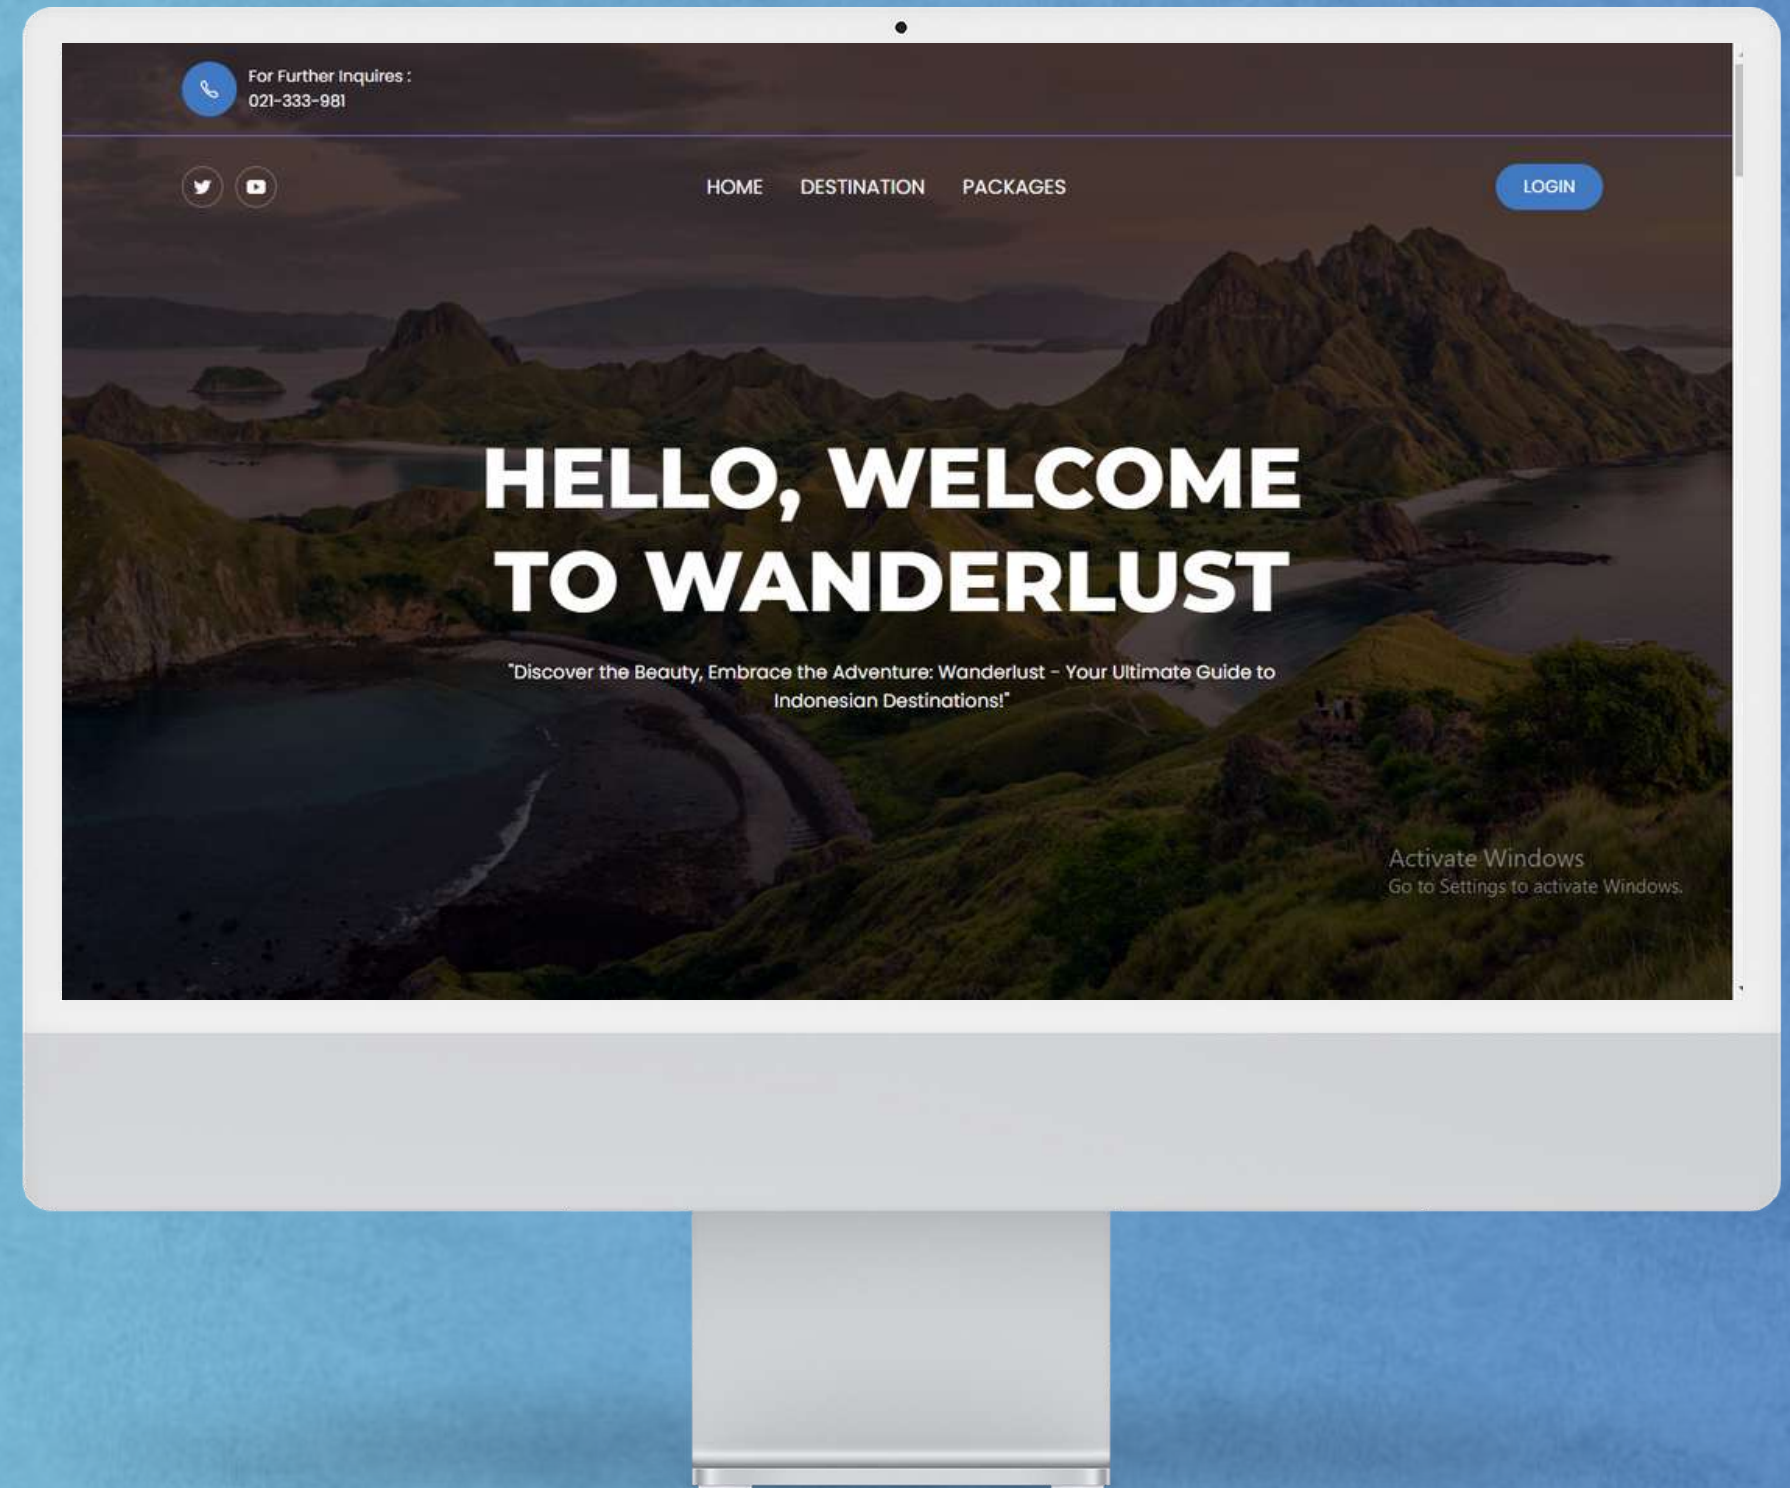 For Further Inquires :
021-333-981
HOME DESTINATION PACKAGES
LOGIN
HELLO, WELCOME
TO WANDERLUST
"Discover the Beauty, Embrace the Adventure: Wanderlust - Your Ultimate Guide to
Indonesian Destinations!"
Activate Windows
Go to Settings to activate Windows.